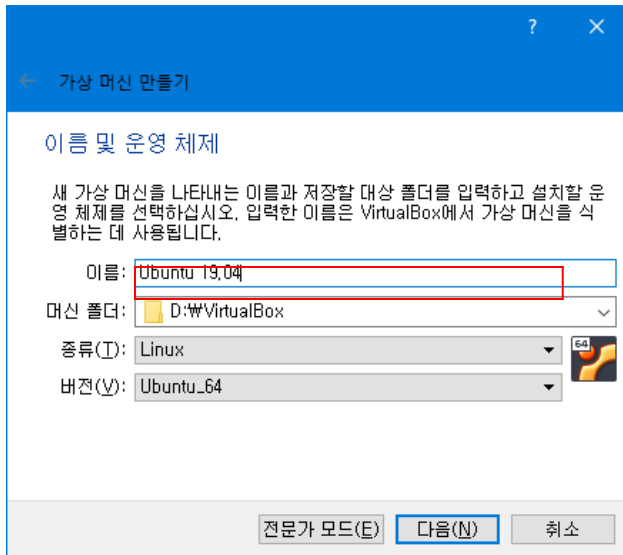 ?
가상 머신 만들기
이름 및 운영 체제
새 가상 머신을 나타내는 이름과 저장할 대상 폴더를 입력하고 설치할 운
영 체제를 선택하십시오. 입력한 이름은 VirtualBox에서 가상 머신을 식
별하는 데 사용됩니다.
이름: Ubuntu 19.04
머신 폴더: D:₩VirtualBox
종류(T): Linux
64
버전(V): Ubuntu_64
전문가 모드(E) 다음(N) 취소